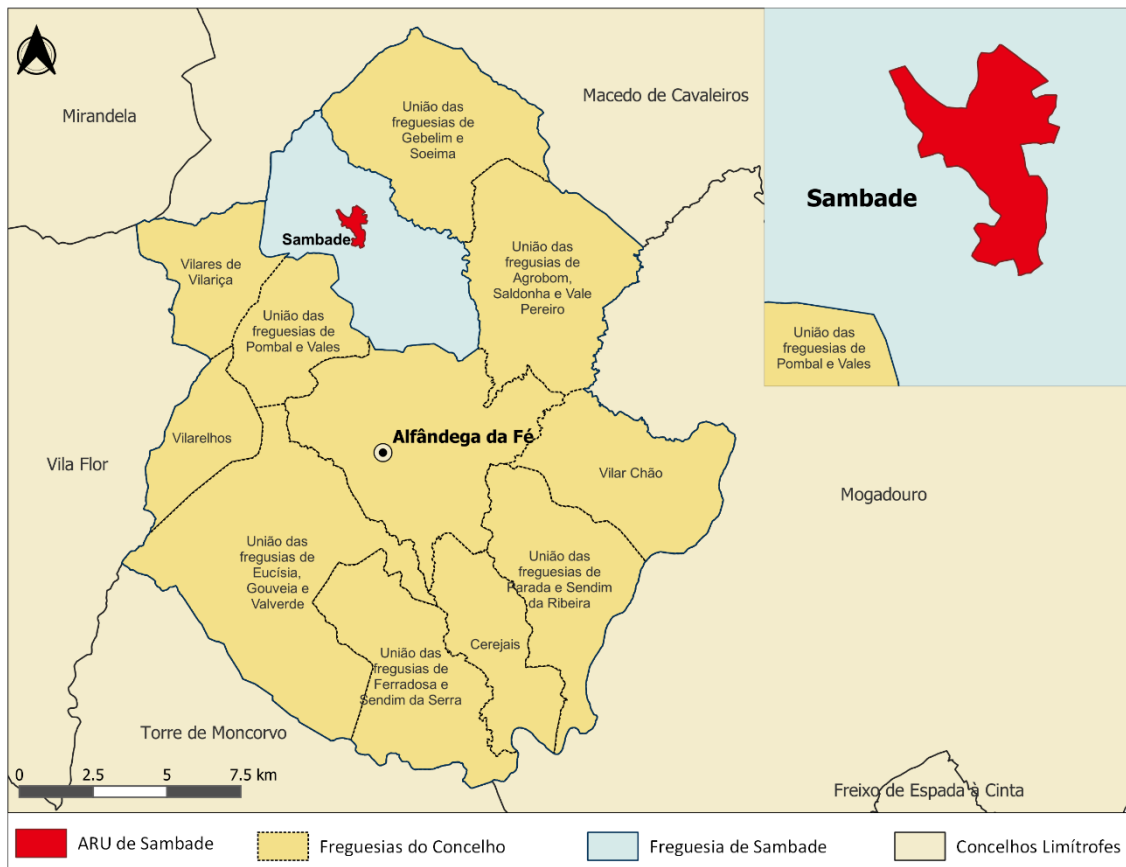 Mirandela
Macedo de Cavaleiros
União das
freguesias de
Gebelim e
Soeima
Sambade
Sambade
Vilares de
Vilariça
União das
fregusias de
Agrobom,
Saldonha e Vale
Pereiro
União das
freguesias de
Pombal e Vales
União das
freguesias de
Pombal e Vales
Vilarelhos
Alfândega da Fé
Vila Flor
Vilar Chão
Mogadouro
União das
fregusias de
Eucísia,
Gouveia e
Valverde
União das
freguesias de
Parada e Sendim
da Ribeira
Cerejais
União das
fregusias de
Ferradosa e
Sendim da Serra
Torre de Moncorvo
0 2.5 5 7.5 km
Freixo de Espada à Cinta
ARU de Sambade
Freguesias do Concelho
Freguesia de Sambade
Concelhos Limítrofes